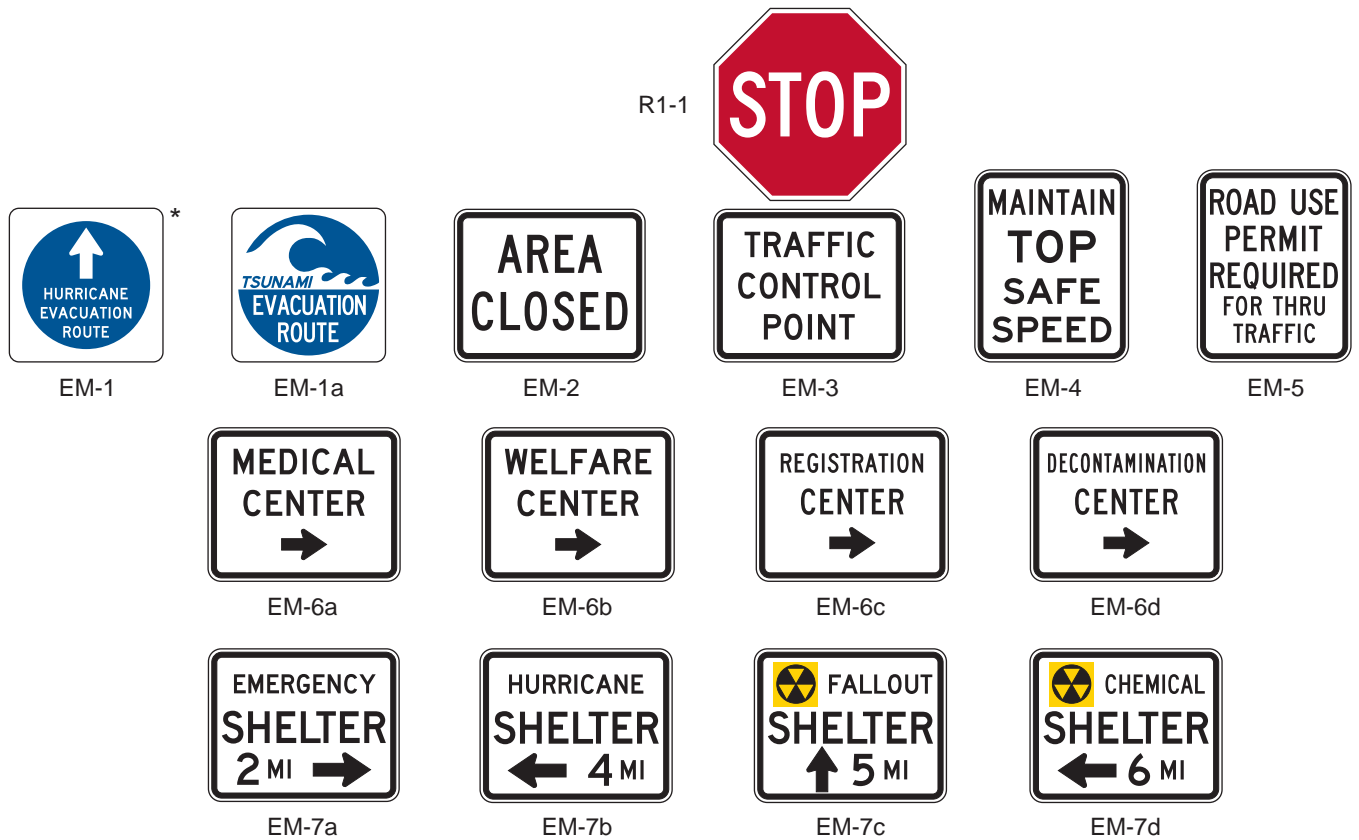 R1-1
STOP
*
HURRICANE
EVACUATION
ROUTE
EM-1
TSUNAMI
EVACUATION
ROUTE
EM-1a
AREA
CLOSED
EM-2
TRAFFIC
CONTROL
POINT
EM-3
MAINTAIN
TOP
SAFE
SPEED
EM-4
ROAD USE
PERMIT
REQUIRED
FOR THRU
TRAFFIC
EM-5
MEDICAL
CENTER
EM-6a
WELFARE
CENTER
EM-6b
REGISTRATION
CENTER
EM-6c
DECONTAMINATION
CENTER
EM-6d
EMERGENCY
SHELTER
2 MI
EM-7a
HURRICANE
SHELTER
4 MI
EM-7b
FALLOUT
SHELTER
5 MI
EM-7c
CHEMICAL
SHELTER
6 MI
EM-7d